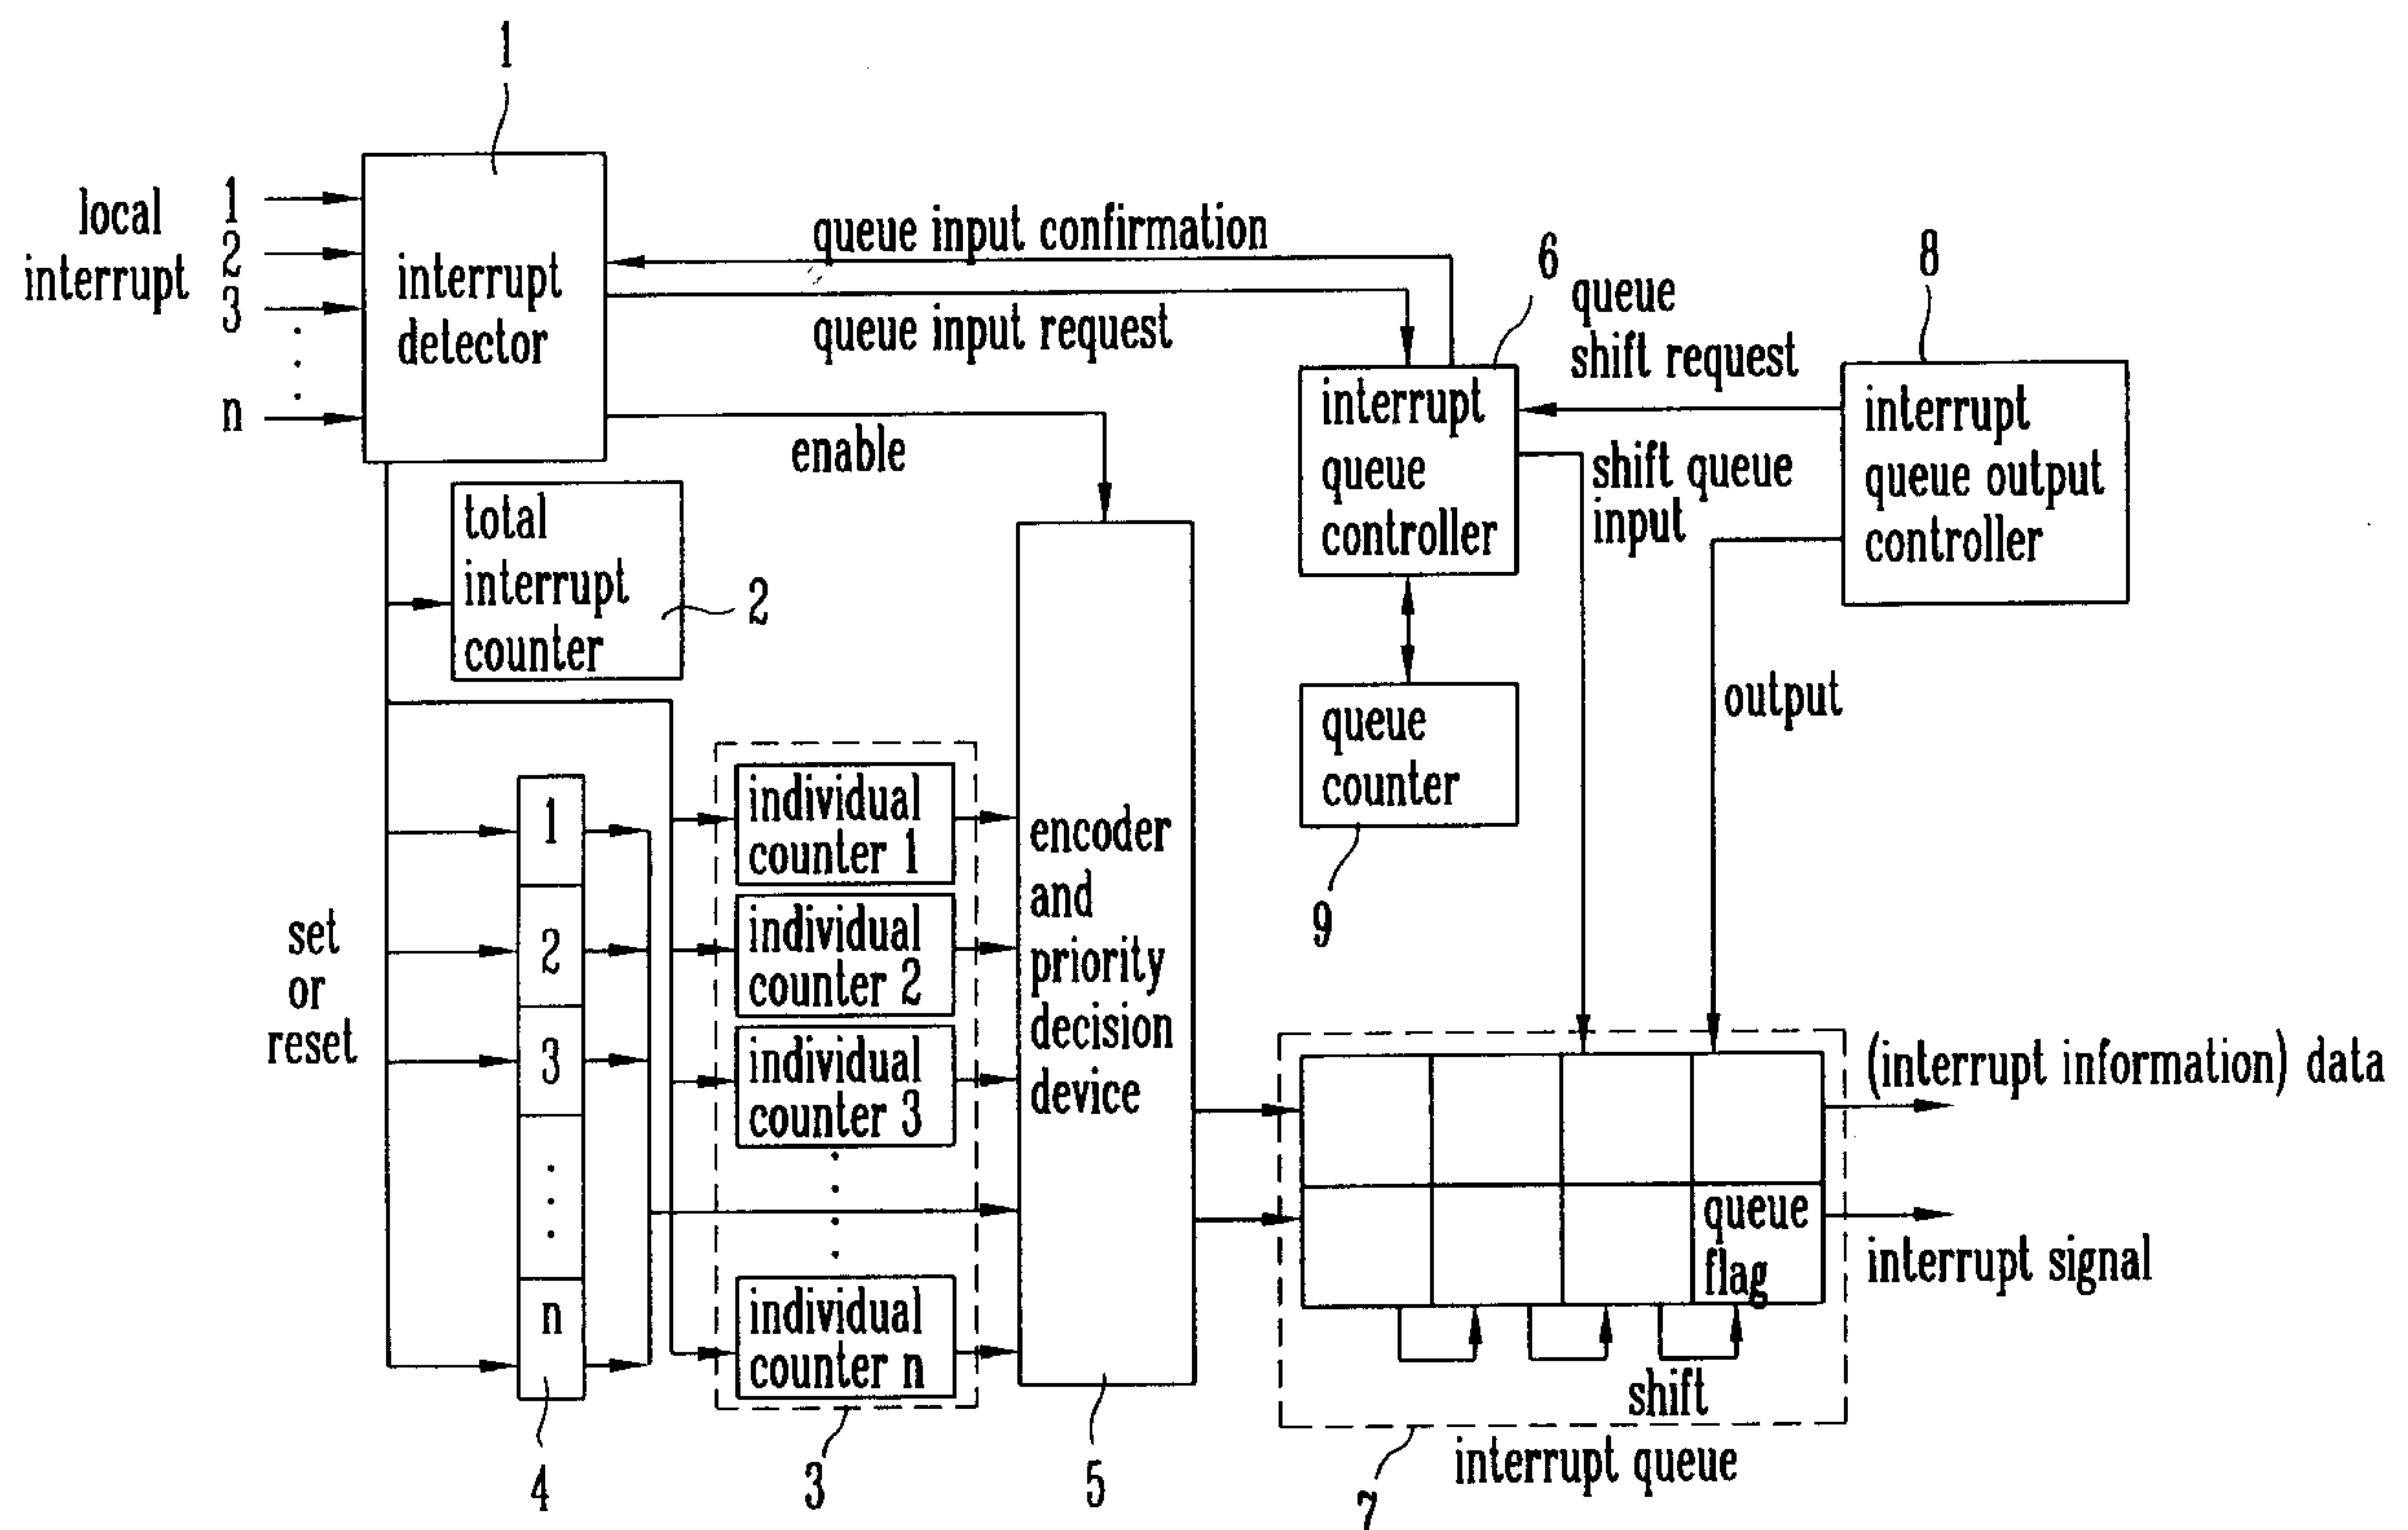 1
local
interrupt
1
2
3
n
interrupt
detector
queue input confirmation
queue input request
enable
6
queue
shift request
8
interrupt
queue
controller
shift queue
input
interrupt
queue output
controller
total
interrupt
counter
2
output
queue
counter
9
set
or
reset
1
2
3
n
4
individual
counter 1
individual
counter 2
individual
counter 3
individual
counter n
3
encoder
and
priority
decision
device
5
(interrupt information) data
queue
flag
interrupt signal
shift
interrupt queue
7